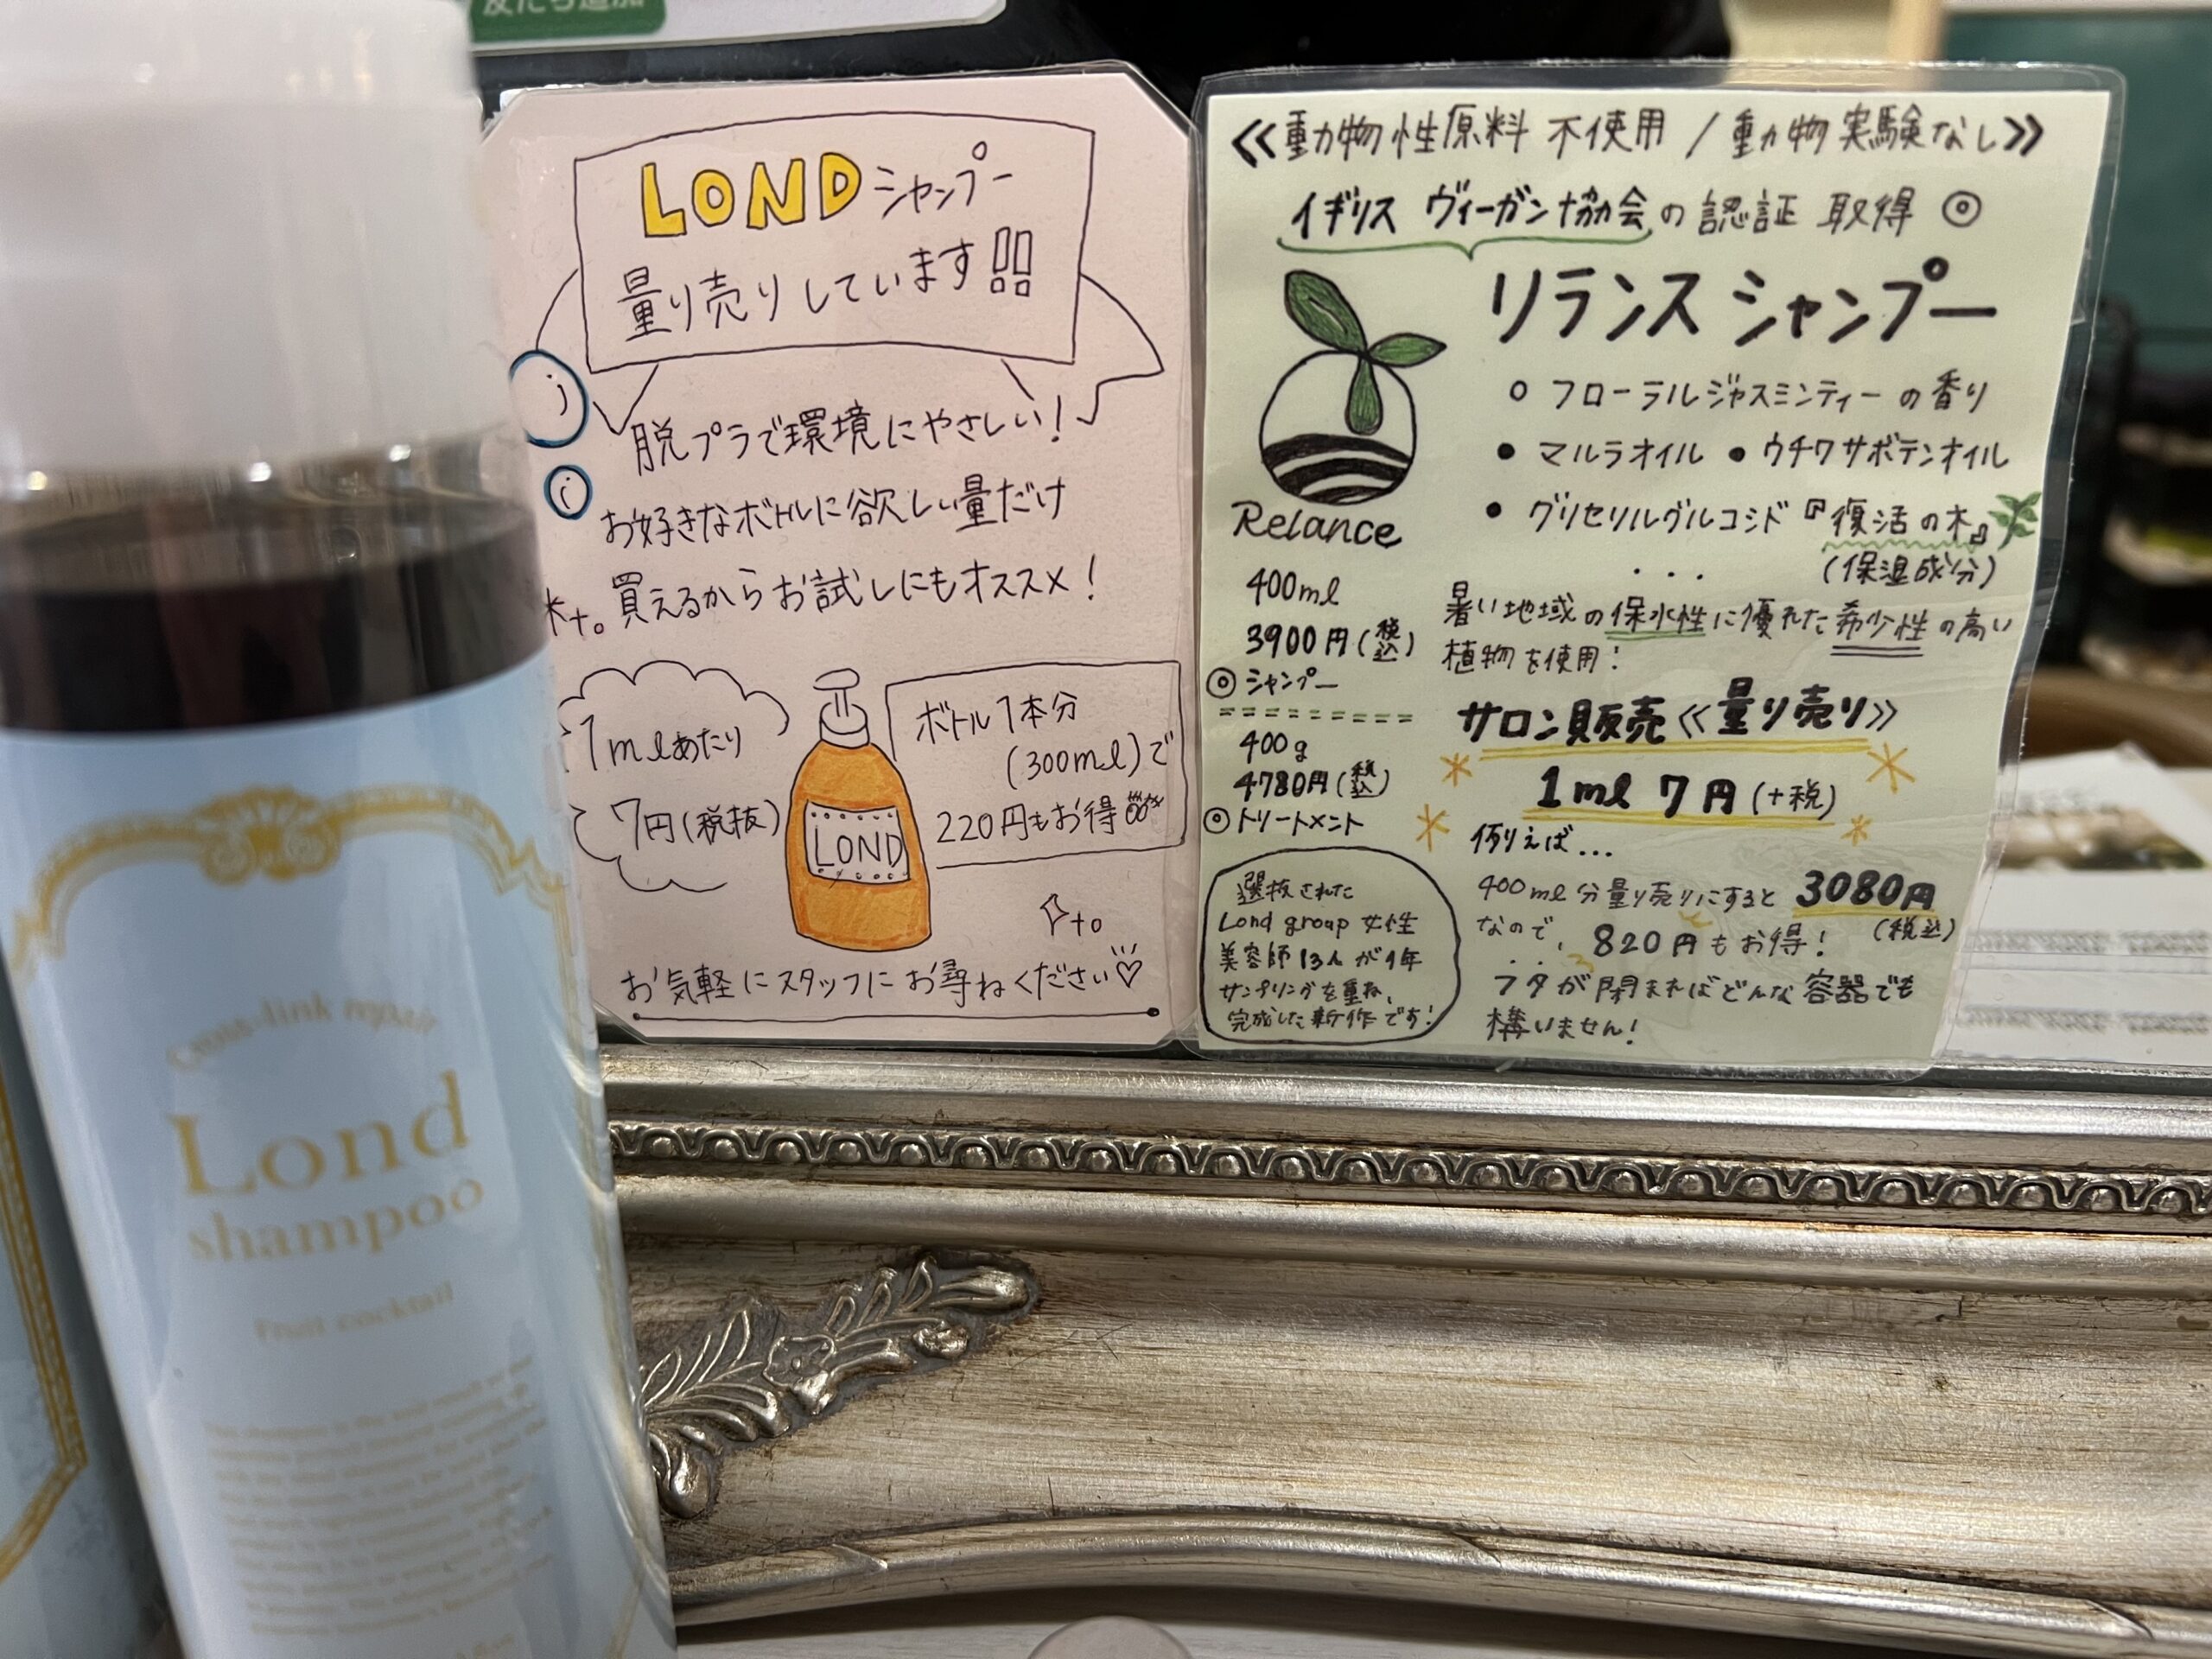 友だち追加
LONDシャンプー
量り売りしています!!
脱プラで環境にやさしい!
お好きなボトルに欲しい量だけ
買えるからお試しにもオススメ!
1mlあたり
7円(税抜)
LOND
ボトル1本分
(300ml)で
220円もお得
お気軽にスタッフにお尋ねください♡
≪動物性原料 不使用 / 動物実験なし≫
イギリス ヴィーガン協会の認証 取得 ◎
リランス シャンプー
○ フローラルジャスミンティーの香り
● マルラオイル ● ウチワサボテンオイル
● グリセリルグルコシド『復活の木』
(保湿成分)
暑い地域の保水性に優れた希少性の高い
植物を使用!
Relance
400ml
3900円(税込)
◎シャンプー
400g
4780円(税込)
◎トリートメント
サロン販売≪量り売り≫
1ml 7円(+税)
例えば...
400ml分量り売りにすると 3080円
(税込)
なので、820円もお得!
フタが閉まればどんな容器でも
構いません!
選抜された
Lond group 女性
美容師13人が1年
サンプリングを重ね、
完成した新作です!
Cross-link repair
Lond
shampoo
Fruit cocktail